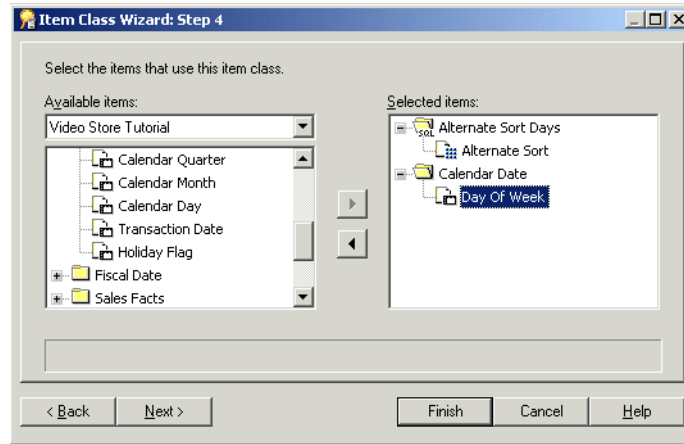 Item Class Wizard: Step 4
Select the items that use this item class.
Available items:
Video Store Tutorial
Calendar Quarter
Calendar Month
Calendar Day
Transaction Date
Holiday Flag
Fiscal Date
Sales Facts
Selected items:
SQL
Alternate Sort Days
Alternate Sort
Calendar Date
Day Of Week
< Back
Next >
Finish
Cancel
Help